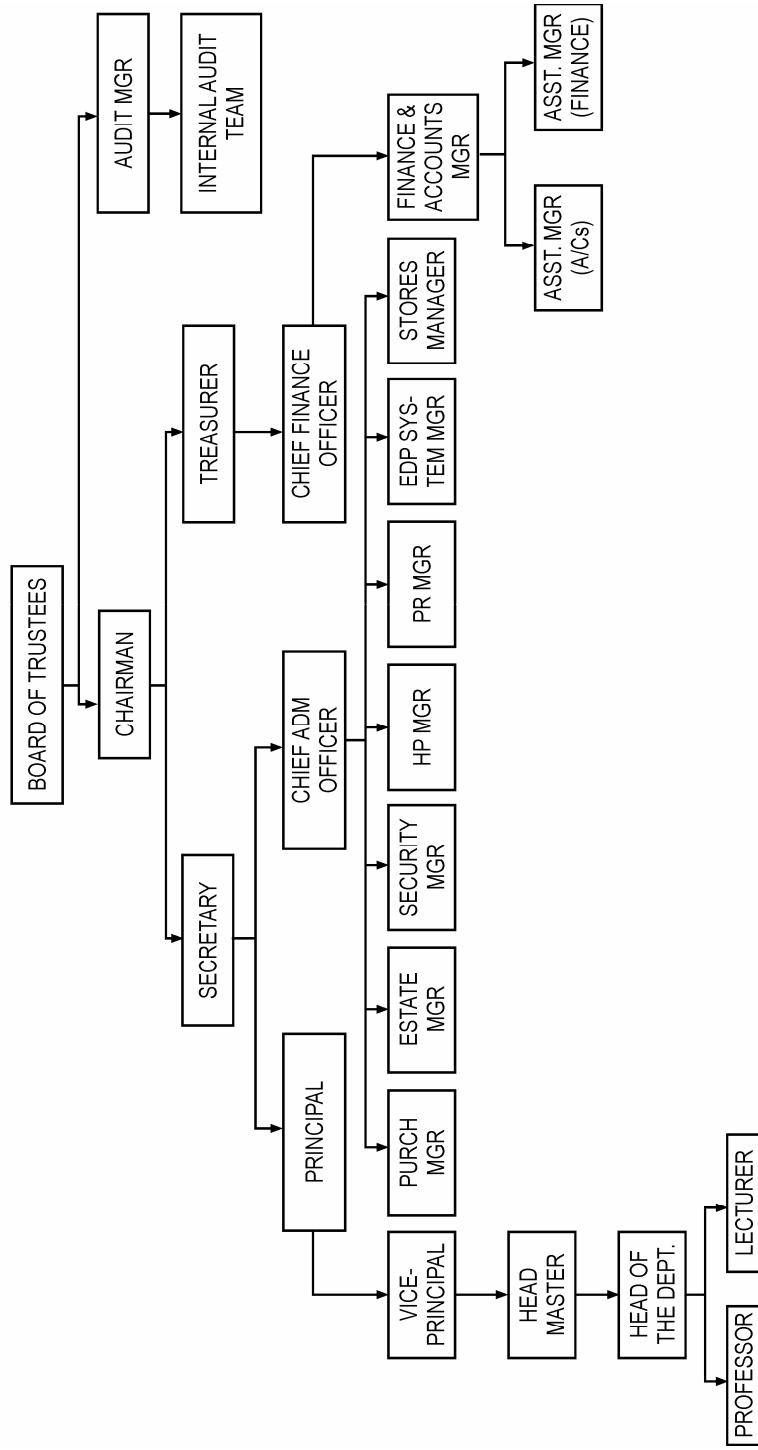 BOARD OF TRUSTEES
CHAIRMAN
AUDIT MGR
SECRETARY
TREASURER
INTERNAL AUDIT
TEAM
PRINCIPAL
CHIEF ADM
OFFICER
CHIEF FINANCE
OFFICER
VICE-
PRINCIPAL
PURCH
MGR
ESTATE
MGR
SECURITY
MGR
HP MGR
PR MGR
EDP SYS-
TEM MGR
STORES
MANAGER
FINANCE &
ACCOUNTS
MGR
HEAD
MASTER
ASST. MGR
(A/Cs)
ASST. MGR
(FINANCE)
HEAD OF
THE DEPT.
PROFESSOR
LECTURER